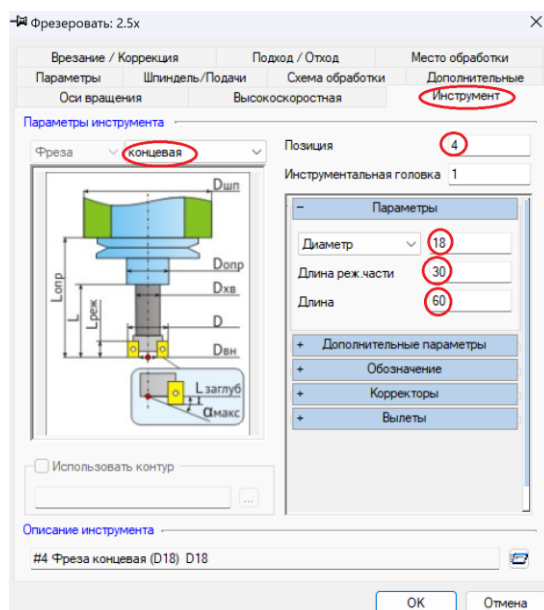 Фрезеровать: 2.5x
Врезание / Коррекция Подход / Отход Место обработки
Параметры Шпиндель/Подачи Схема обработки Дополнительные
Оси вращения Высокоскоростная Инструмент
Параметры инструмента
Фреза концевая
Позиция 4
Инструментальная головка 1
Dшп
Dопр
Dхв
D
Dвн
Lопр
L
Lреж
L заглуб
αмакс
− Параметры
Диаметр 18
Длина реж.части 30
Длина 60
+ Дополнительные параметры
+ Обозначение
+ Корректоры
+ Вылеты
Использовать контур
...
Описание инструмента
#4 Фреза концевая (D18) D18
OK Отмена